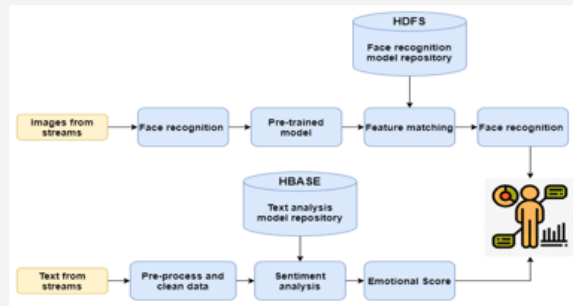 HDFS
Face recognition
model repository
Images from
streams
Face recognition
Pre-trained
model
Feature matching
Face recognition
HBASE
Text analysis
model repository
Text from
streams
Pre-process and
clean data
Sentiment
analysis
Emotional Score